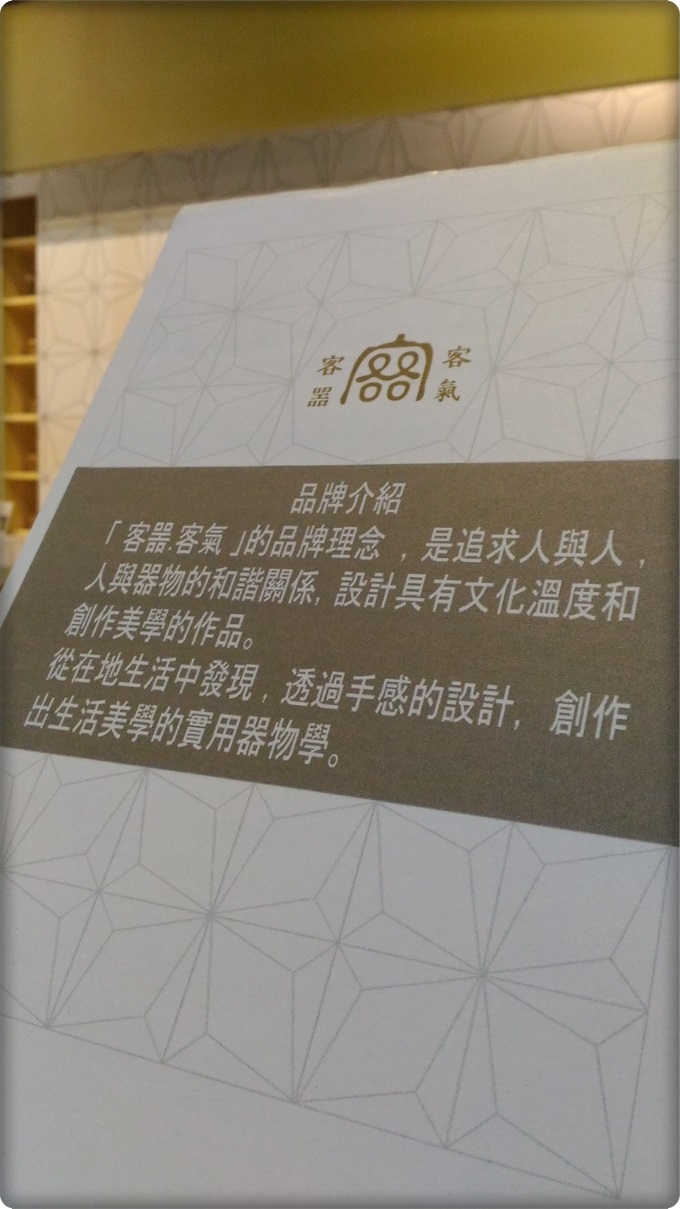 客噐 客氣
品牌介紹
「客噐.客氣」的品牌理念，是追求人與人，
人與器物的和諧關係, 設計具有文化溫度和
創作美學的作品。
從在地生活中發現，透過手感的設計, 創作
出生活美學的實用器物學。